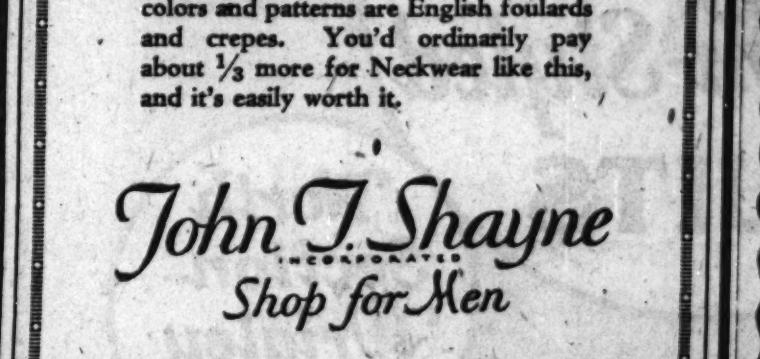 colors and patterns are English foulards
and crepes. You'd ordinarily pay
about 1/3 more for Neckwear like this,
and it's easily worth it.
John T. Shayne
INCORPORATED
Shop for Men